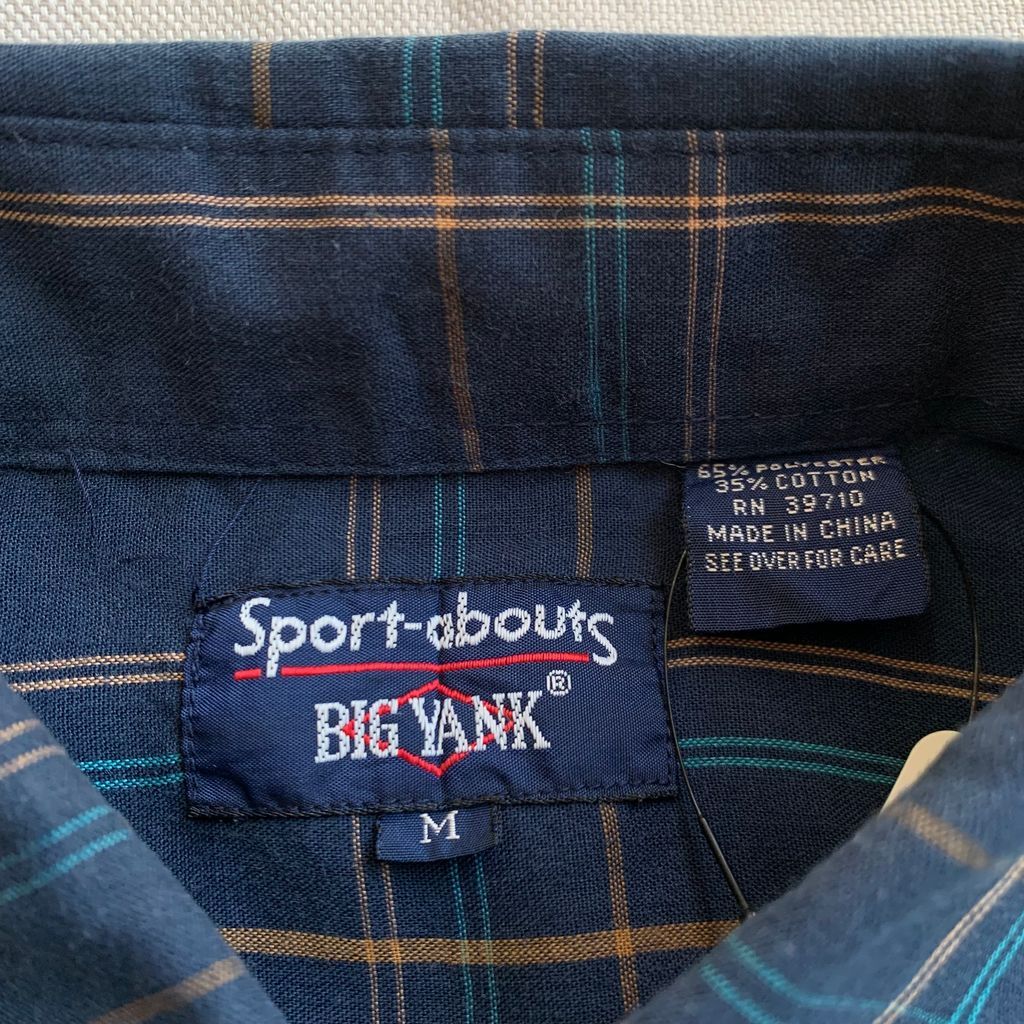 65% POLYESTER
35% COTTON
RN 39710
MADE IN CHINA
SEE OVER FOR CARE
Sport-abouts
BIG YANK®
M